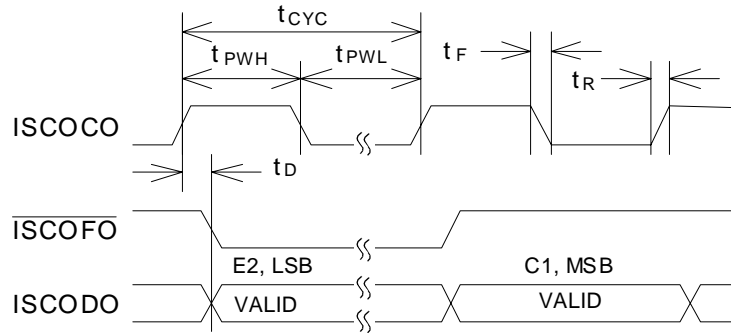 tCYC
tPWH tPWL tF
tR
ISCOCO
tD
ISCOFO
E2, LSB C1, MSB
ISCODO VALID VALID